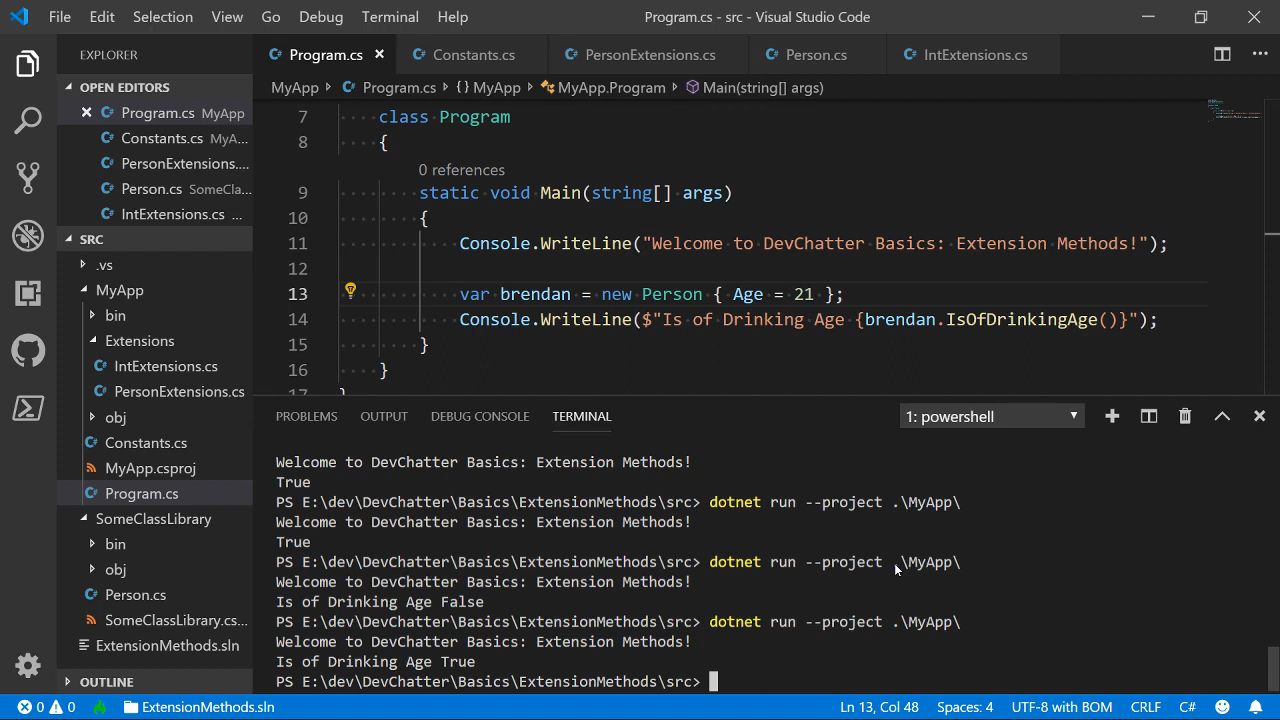 File Edit Selection View Go Debug Terminal Help Program.cs - src - Visual Studio Code
EXPLORER
OPEN EDITORS
Program.cs MyApp
Constants.cs MyA...
PersonExtensions....
Person.cs SomeCla...
IntExtensions.cs ...
SRC
.vs
MyApp
bin
Extensions
IntExtensions.cs
PersonExtensions.cs
obj
Constants.cs
MyApp.csproj
Program.cs
SomeClassLibrary
bin
obj
Person.cs
SomeClassLibrary.cs...
ExtensionMethods.sln
OUTLINE
Program.cs Constants.cs PersonExtensions.cs Person.cs IntExtensions.cs
MyApp > Program.cs > {} MyApp > MyApp.Program > Main(string[] args)
7 class Program
8 {
0 references
9 static void Main(string[] args)
10 {
11 Console.WriteLine("Welcome to DevChatter Basics: Extension Methods!");
12
13 var brendan = new Person { Age = 21 };
14 Console.WriteLine($"Is of Drinking Age {brendan.IsOfDrinkingAge()}");
15 }
16 }
17 }
PROBLEMS OUTPUT DEBUG CONSOLE TERMINAL 1: powershell
Welcome to DevChatter Basics: Extension Methods!
True
PS E:\dev\DevChatter\Basics\ExtensionMethods\src> dotnet run --project .\MyApp\
Welcome to DevChatter Basics: Extension Methods!
True
PS E:\dev\DevChatter\Basics\ExtensionMethods\src> dotnet run --project .\MyApp\
Welcome to DevChatter Basics: Extension Methods!
Is of Drinking Age False
PS E:\dev\DevChatter\Basics\ExtensionMethods\src> dotnet run --project .\MyApp\
Welcome to DevChatter Basics: Extension Methods!
Is of Drinking Age True
PS E:\dev\DevChatter\Basics\ExtensionMethods\src>
0 0 ExtensionMethods.sln Ln 13, Col 48 Spaces: 4 UTF-8 with BOM CRLF C#